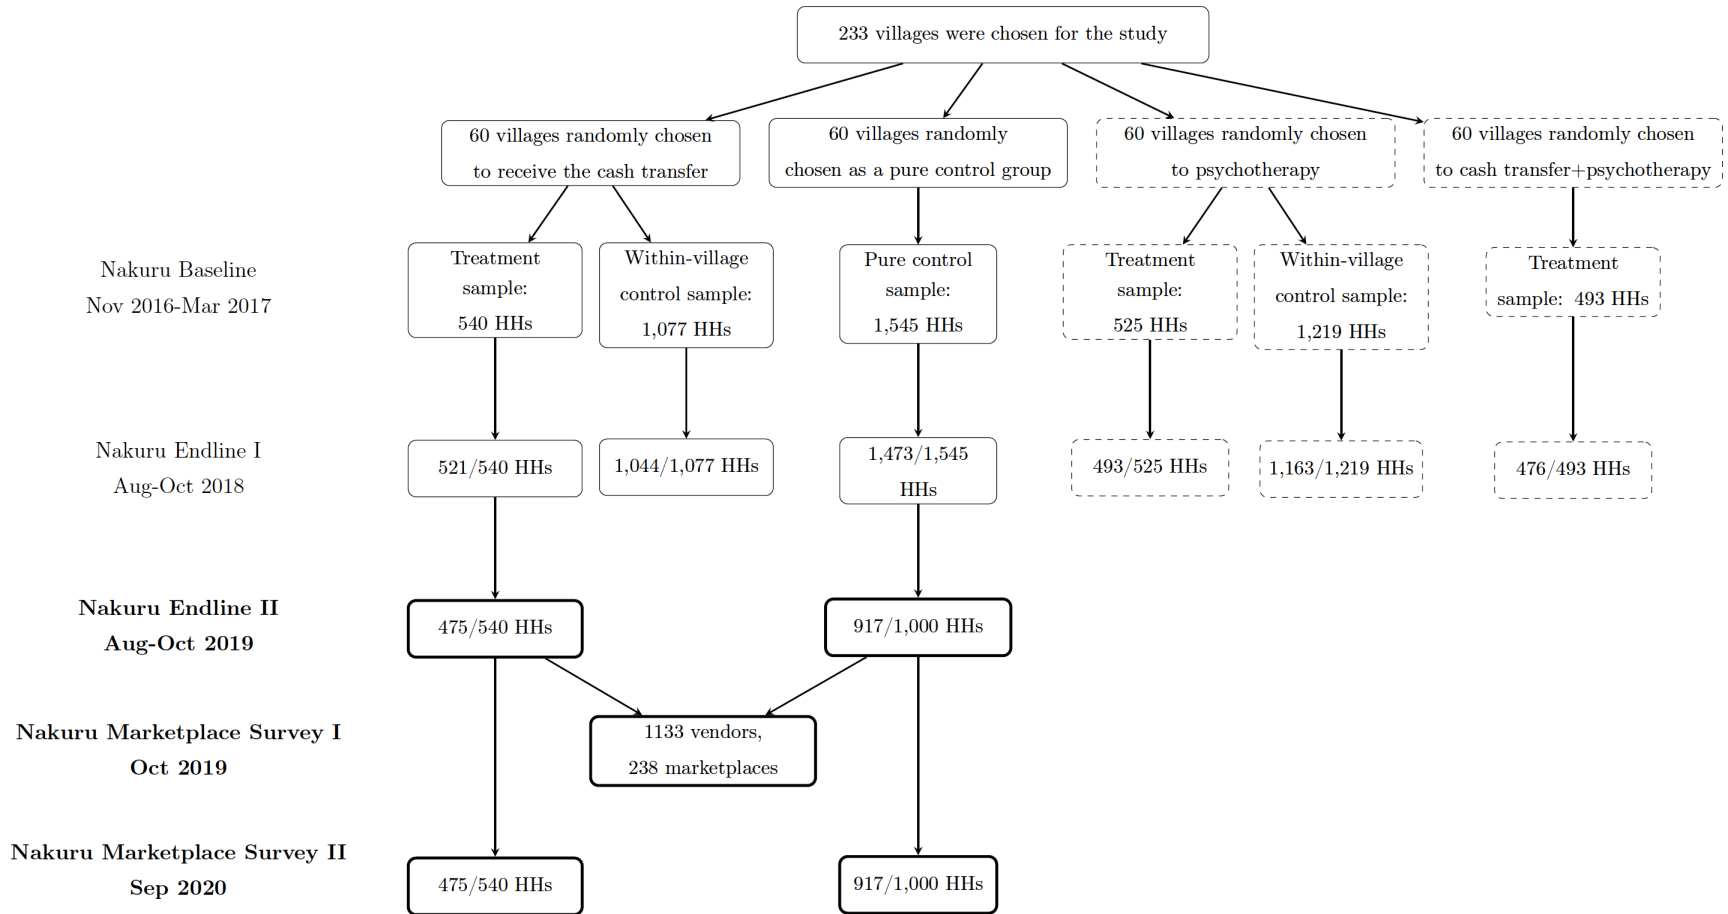 233 villages were chosen for the study
60 villages randomly chosen
to receive the cash transfer
60 villages randomly
chosen as a pure control group
60 villages randomly chosen
to psychotherapy
60 villages randomly chosen
to cash transfer+psychotherapy
Nakuru Baseline
Nov 2016-Mar 2017
Treatment
sample:
540 HHs
Within-village
control sample:
1,077 HHs
Pure control
sample:
1,545 HHs
Treatment
sample:
525 HHs
Within-village
control sample:
1,219 HHs
Treatment
sample: 493 HHs
Nakuru Endline I
Aug-Oct 2018
521/540 HHs
1,044/1,077 HHs
1,473/1,545
HHs
493/525 HHs
1,163/1,219 HHs
476/493 HHs
Nakuru Endline II
Aug-Oct 2019
475/540 HHs
917/1,000 HHs
Nakuru Marketplace Survey I
Oct 2019
1133 vendors,
238 marketplaces
Nakuru Marketplace Survey II
Sep 2020
475/540 HHs
917/1,000 HHs